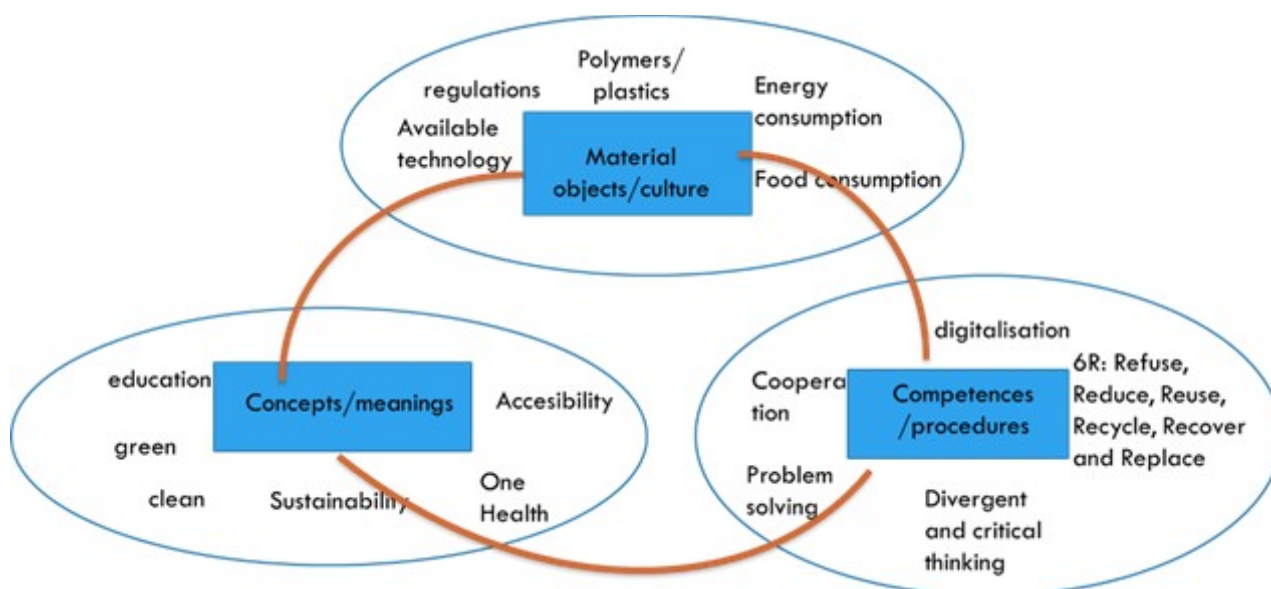 Polymers/
plastics
regulations
Energy
consumption
Available
technology
Material
objects/culture
Food consumption
education
Concepts/meanings
Accesibility
green
clean
Sustainability
One
Health
digitalisation
Coopera
tion
Competences
/procedures
6R: Refuse,
Reduce, Reuse,
Recycle, Recover
and Replace
Problem
solving
Divergent
and critical
thinking